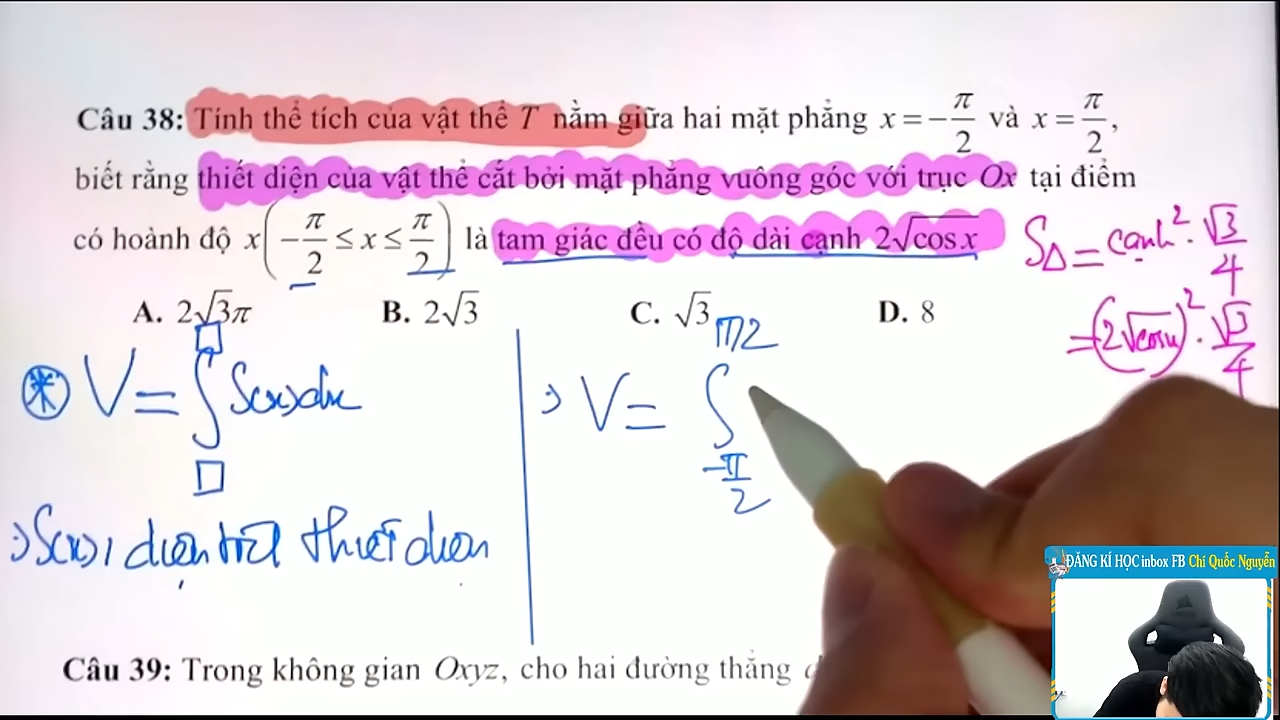 Câu 38: Tính thể tích của vật thể T nằm giữa hai mặt phẳng x = -π/2 và x = π/2,
biết rằng thiết diện của vật thể cắt bởi mặt phẳng vuông góc với trục Ox tại điểm
có hoành độ x(-π/2 ≤ x ≤ π/2) là tam giác đều có độ dài cạnh 2√cos x
A. 2√3π B. 2√3 C. √3 D. 8
SΔ = cạnh² · √3/4
= (2√cosx)² · √3/4
V = ∫ S(x)dx
⇒ V = ∫
π/2
-π/2
⇒ S(x): diện tích thiết diện
Câu 39: Trong không gian Oxyz, cho hai đường thẳng
ĐĂNG KÍ HỌC inbox FB Chí Quốc Nguyễn